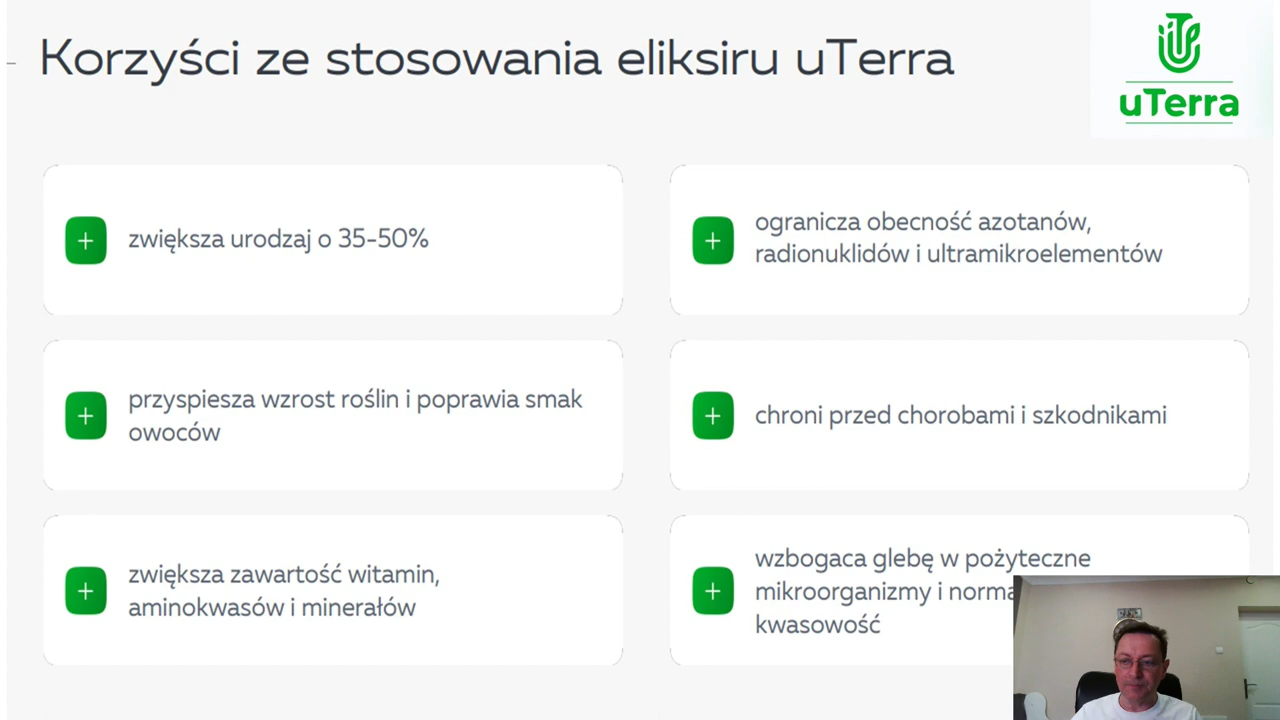 Korzyści ze stosowania eliksiru uTerra
uTerra
zwiększa urodzaj o 35-50%
ogranicza obecność azotanów,
radionuklidów i ultramikroelementów
przyspiesza wzrost roślin i poprawia smak
owoców
chroni przed chorobami i szkodnikami
zwiększa zawartość witamin,
aminokwasów i minerałów
wzbogaca glebę w pożyteczne
mikroorganizmy i norma
kwasowość